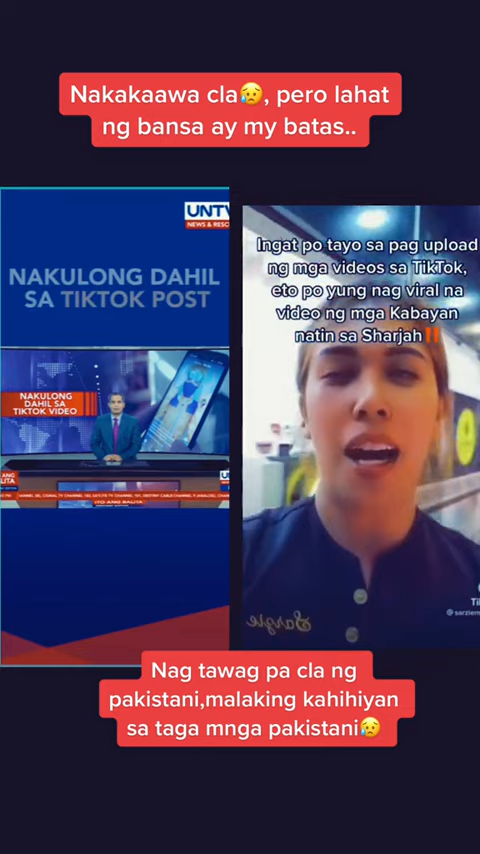 Nakakaawa cla😥, pero lahat
ng bansa ay my batas..
UNTV
NEWS & RESC
NAKULONG DAHIL
SA TIKTOK POST
NAKULONG
DAHIL SA
TIKTOK VIDEO
Ingat po tayo sa pag upload
ng mga videos sa TikTok,
eto po yung nag viral na
video ng mga Kabayan
natin sa Sharjah‼️
Sargie
Nag tawag pa cla ng
pakistani,malaking kahihiyan
sa taga mnga pakistani😥